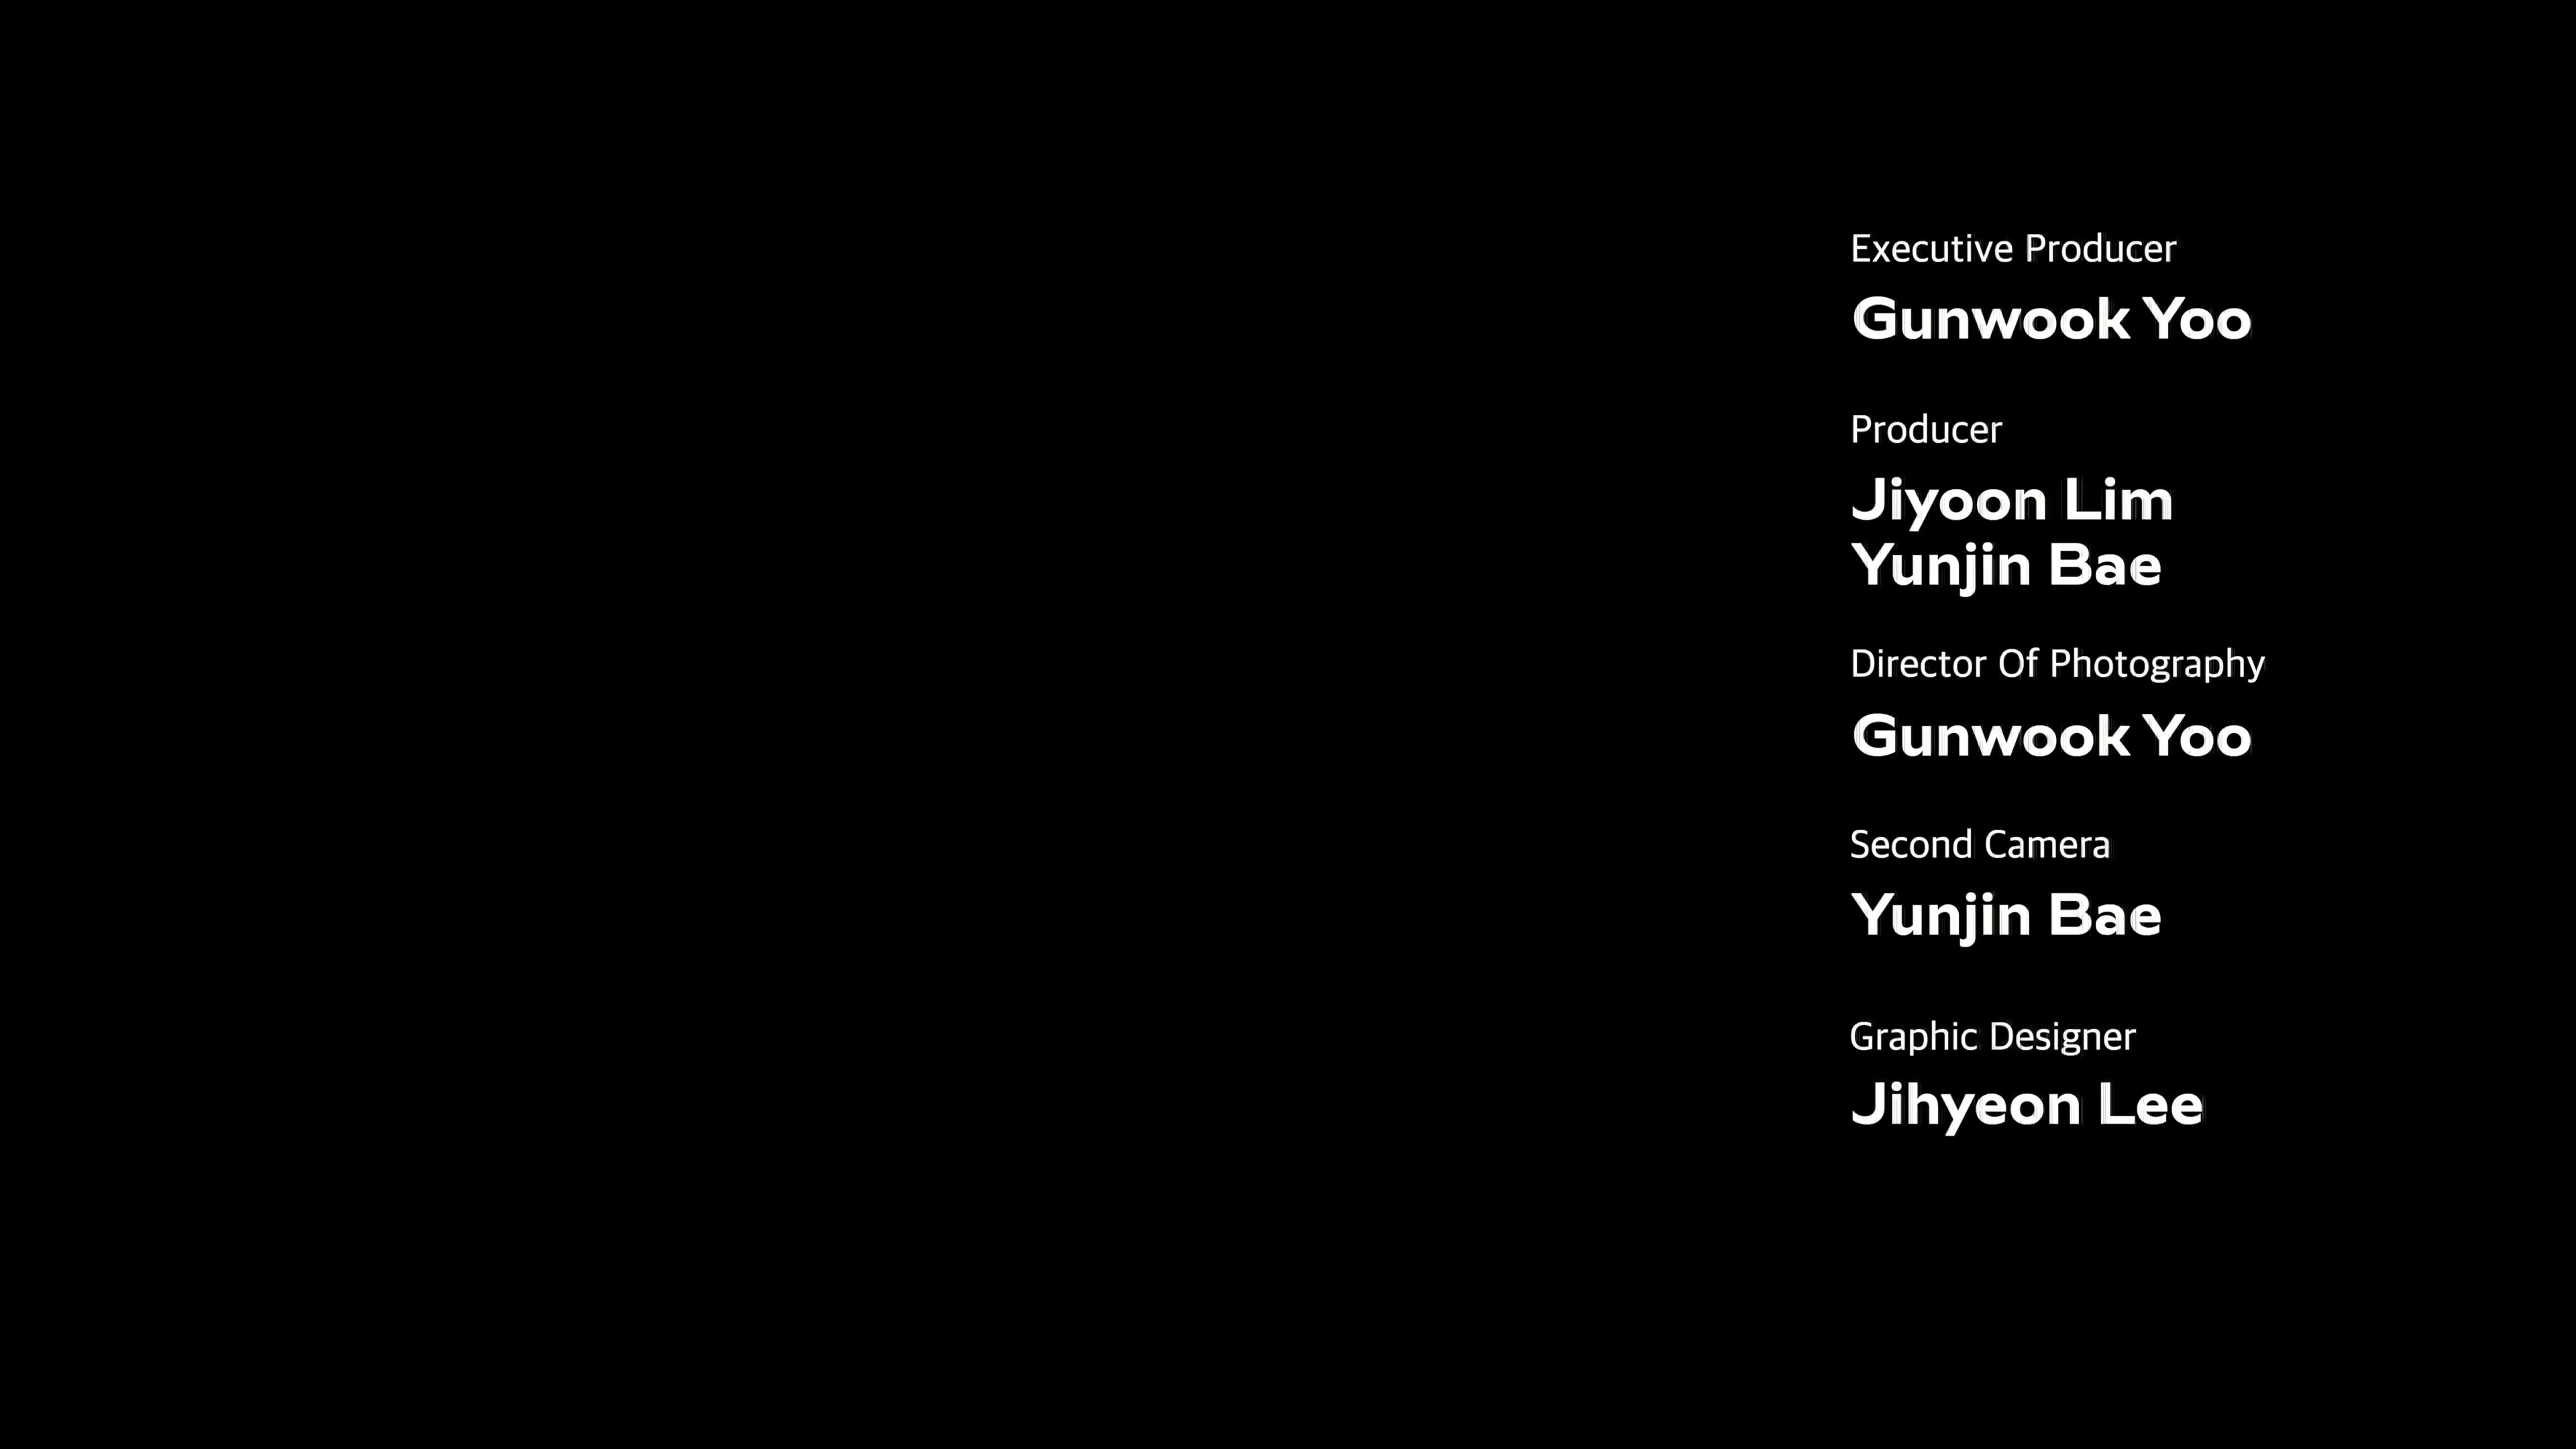 Executive Producer
Gunwook Yoo
Producer
Jiyoon Lim
Yunjin Bae
Director Of Photography
Gunwook Yoo
Second Camera
Yunjin Bae
Graphic Designer
Jihyeon Lee